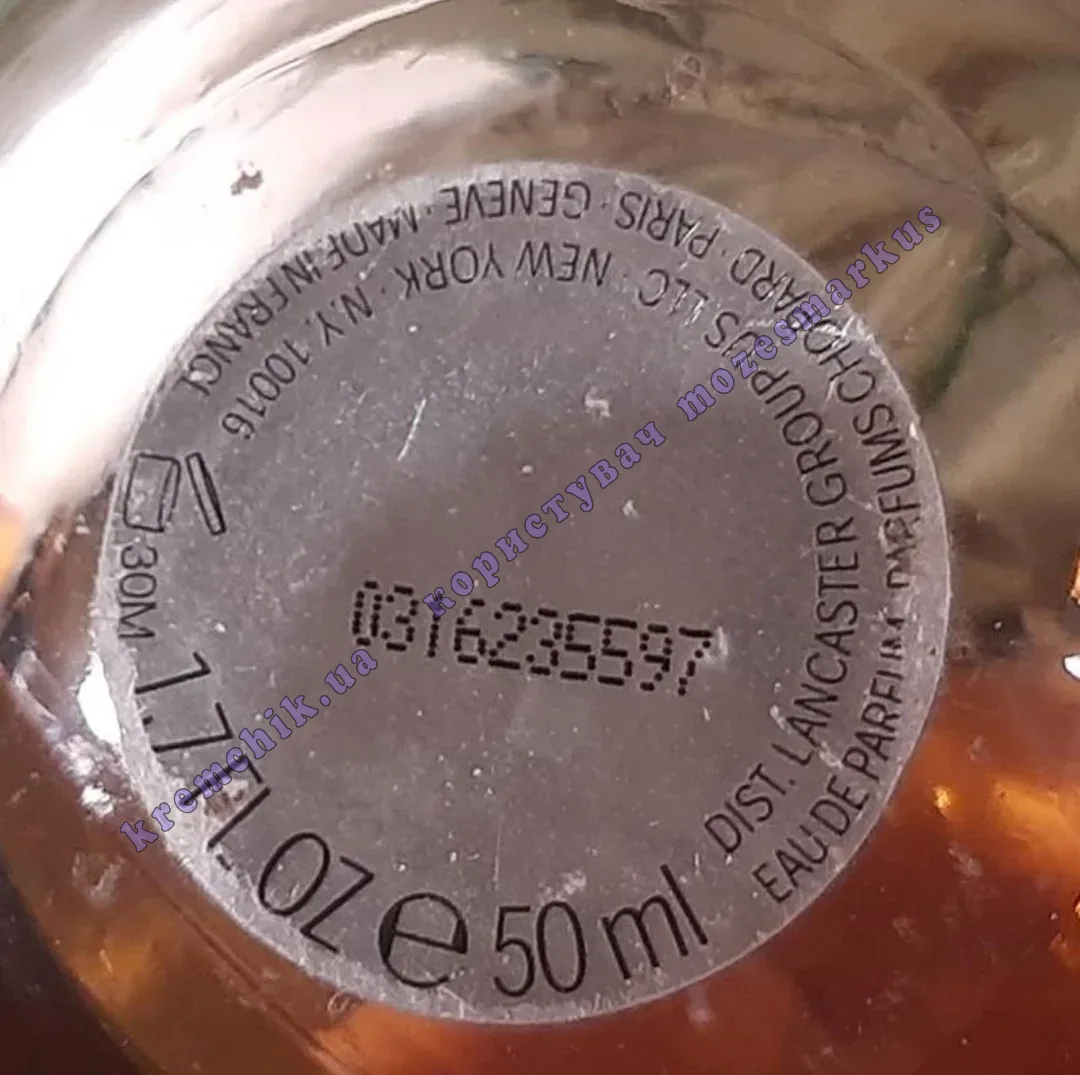 EAU DE PARFUM PARFUMS CHOPARD · PARIS · GENEVE · MADE IN FRANCE
DIST. LANCASTER GROUP US LLC · NEW YORK · N.Y. 10016
30M 1.7 FL. OZ e 50 ml
0316235597
kremchik.ua користувач mozesmarkus